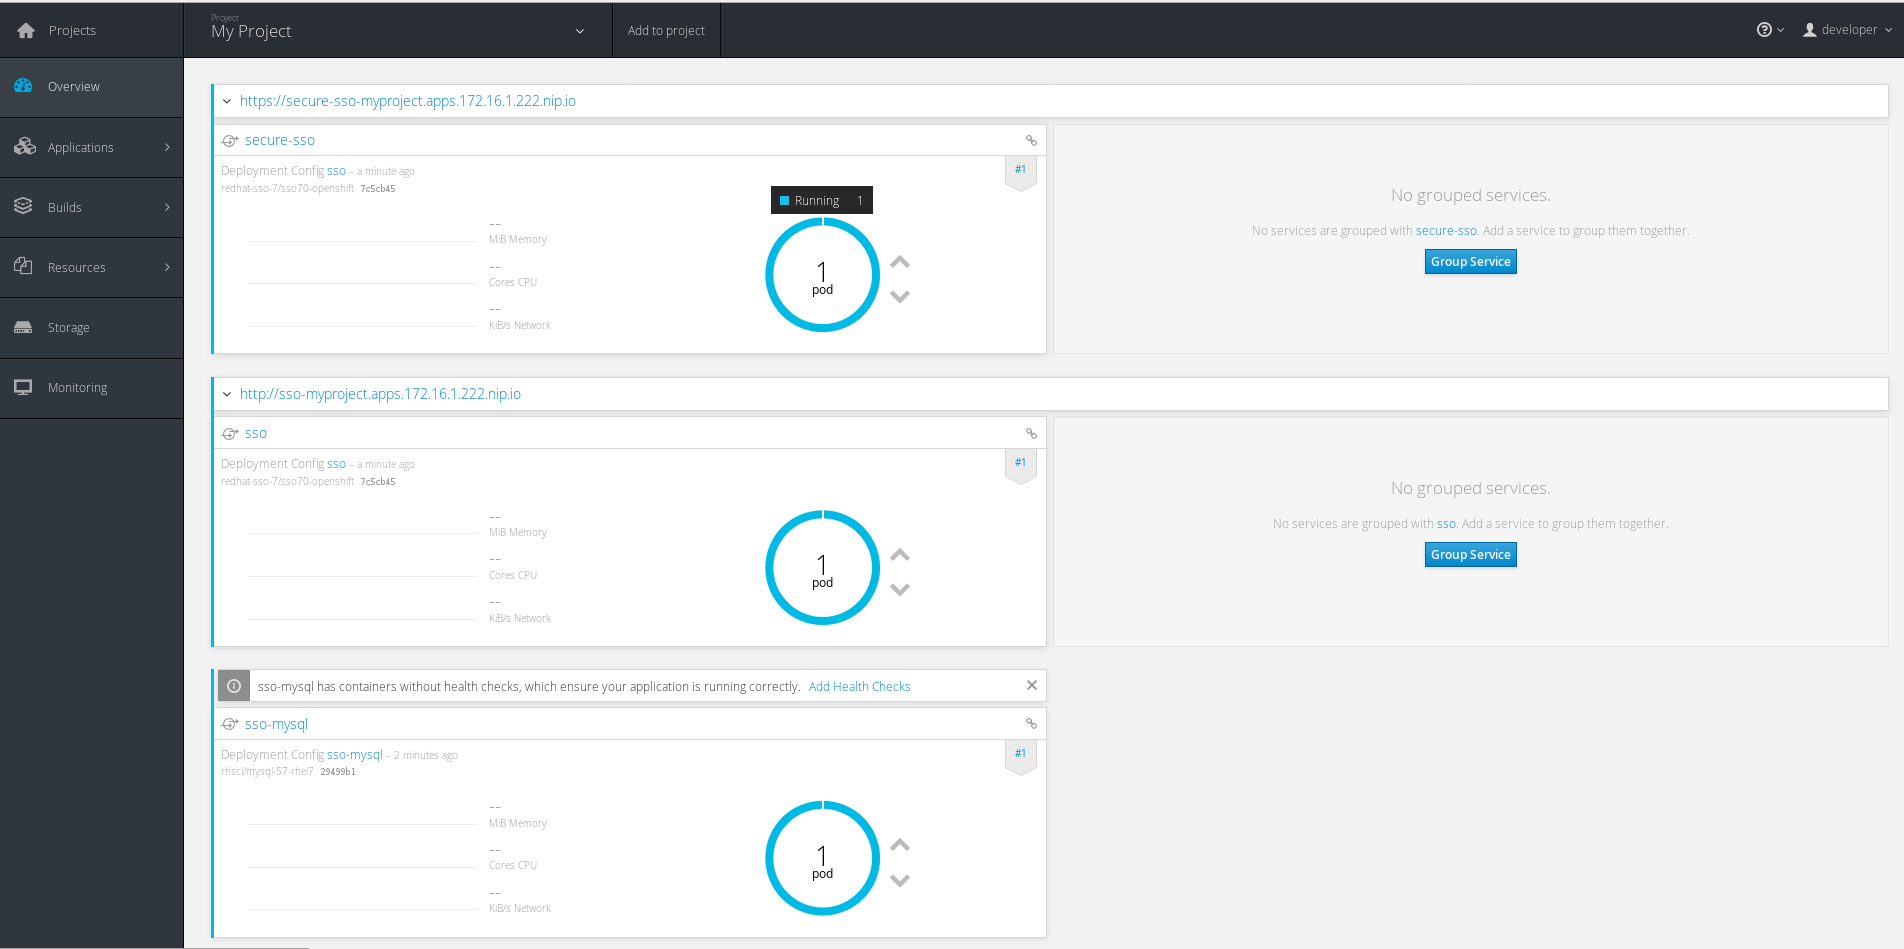 Projects
Project
My Project
Add to project
developer
Overview
Applications
Builds
Resources
Storage
Monitoring
https://secure-sso-myproject.apps.172.16.1.222.nip.io
secure-sso
Deployment Config sso – a minute ago
#1
redhat-sso-7/sso70-openshift 7c5cb45
Running 1
--
MiB Memory
--
Cores CPU
--
KiB/s Network
1
pod
No grouped services.
No services are grouped with secure-sso. Add a service to group them together.
Group Service
http://sso-myproject.apps.172.16.1.222.nip.io
sso
Deployment Config sso – a minute ago
#1
redhat-sso-7/sso70-openshift 7c5cb45
--
MiB Memory
--
Cores CPU
--
KiB/s Network
1
pod
No grouped services.
No services are grouped with sso. Add a service to group them together.
Group Service
sso-mysql has containers without health checks, which ensure your application is running correctly. Add Health Checks
sso-mysql
Deployment Config sso-mysql – 2 minutes ago
#1
rhscl/mysql-57-rhel7 29499b1
--
MiB Memory
--
Cores CPU
--
KiB/s Network
1
pod